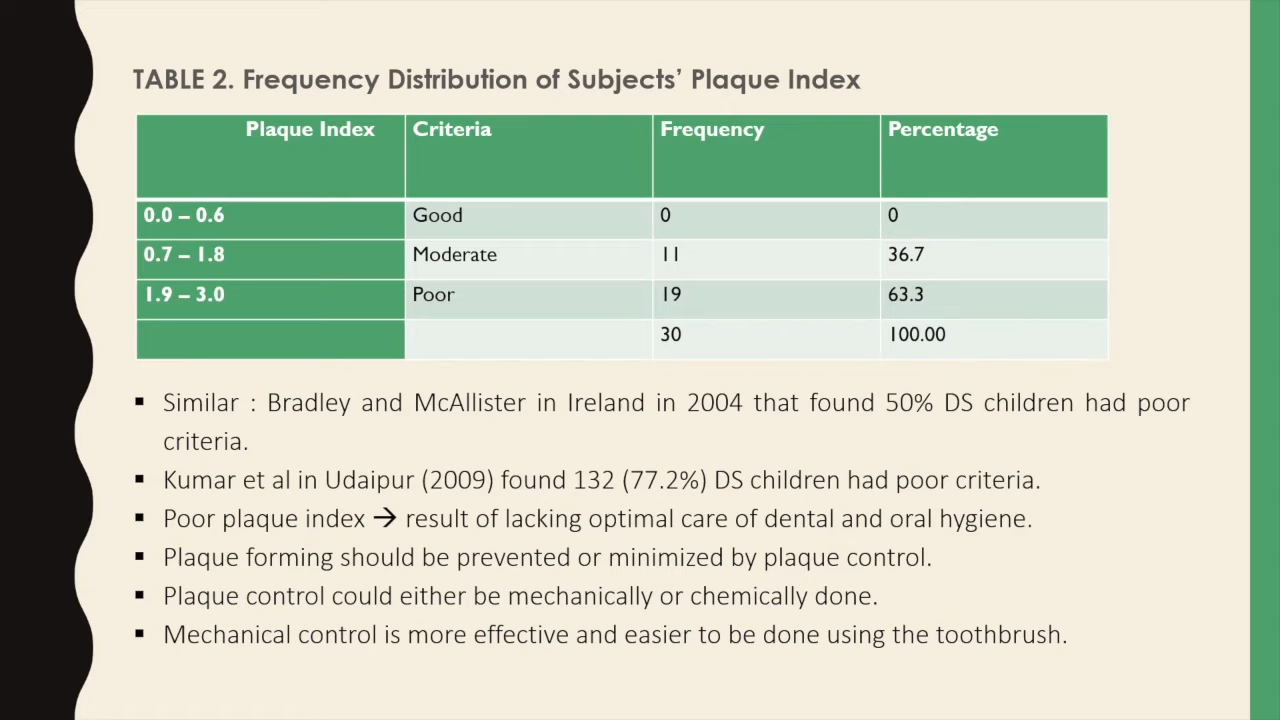 TABLE 2. Frequency Distribution of Subjects’ Plaque Index
Plaque Index Criteria Frequency Percentage
0.0 – 0.6 Good 0 0
0.7 – 1.8 Moderate 11 36.7
1.9 – 3.0 Poor 19 63.3
30 100.00
▪ Similar : Bradley and McAllister in Ireland in 2004 that found 50% DS children had poor
criteria.
▪ Kumar et al in Udaipur (2009) found 132 (77.2%) DS children had poor criteria.
▪ Poor plaque index → result of lacking optimal care of dental and oral hygiene.
▪ Plaque forming should be prevented or minimized by plaque control.
▪ Plaque control could either be mechanically or chemically done.
▪ Mechanical control is more effective and easier to be done using the toothbrush.